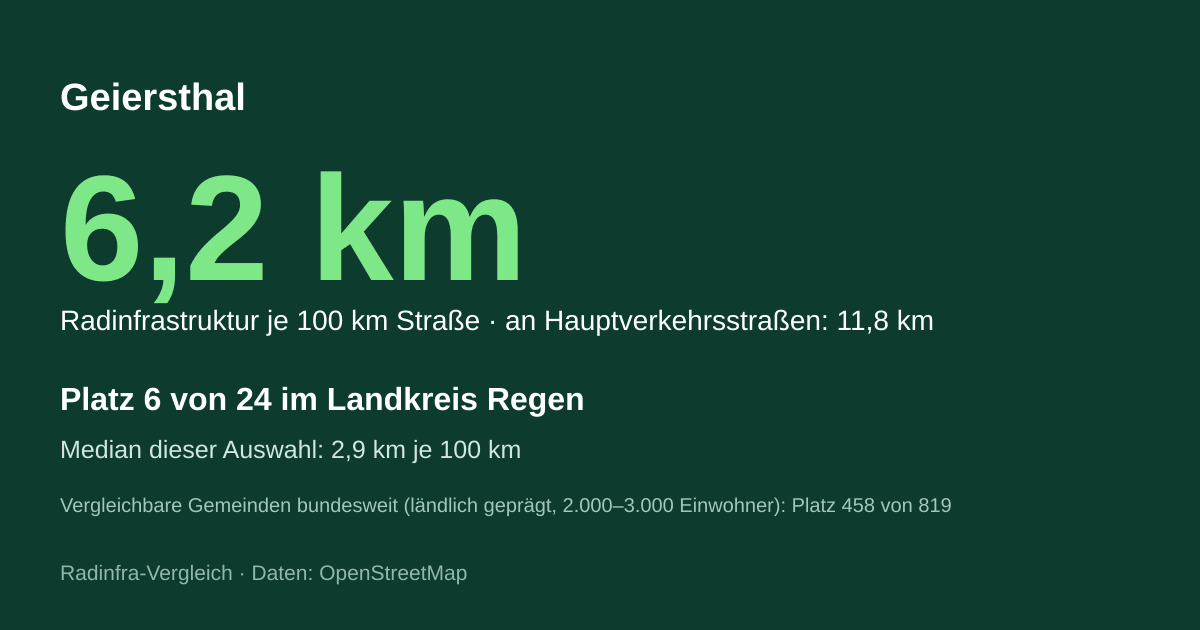 Geiersthal
6,2 km
Radinfrastruktur je 100 km Straße · an Hauptverkehrsstraßen: 11,8 km
Platz 6 von 24 im Landkreis Regen
Median dieser Auswahl: 2,9 km je 100 km
Vergleichbare Gemeinden bundesweit (ländlich geprägt, 2.000–3.000 Einwohner): Platz 458 von 819
Radinfra-Vergleich · Daten: OpenStreetMap